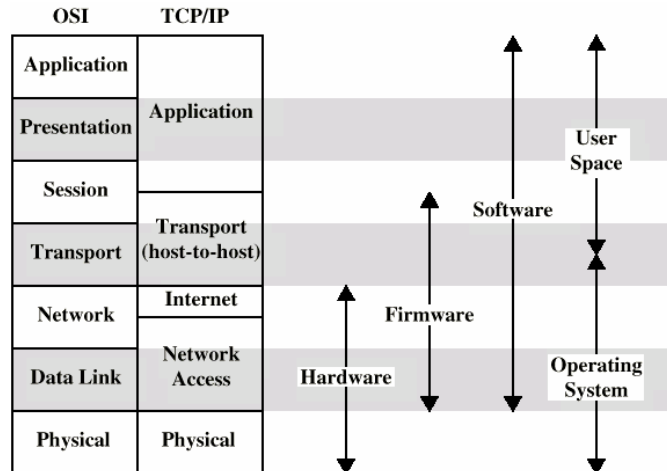 OSI TCP/IP
Application
Presentation
Session
Transport
Network
Data Link
Physical
Application
Transport
(host-to-host)
Internet
Network
Access
Physical
Hardware
Firmware
Software
User
Space
Operating
System